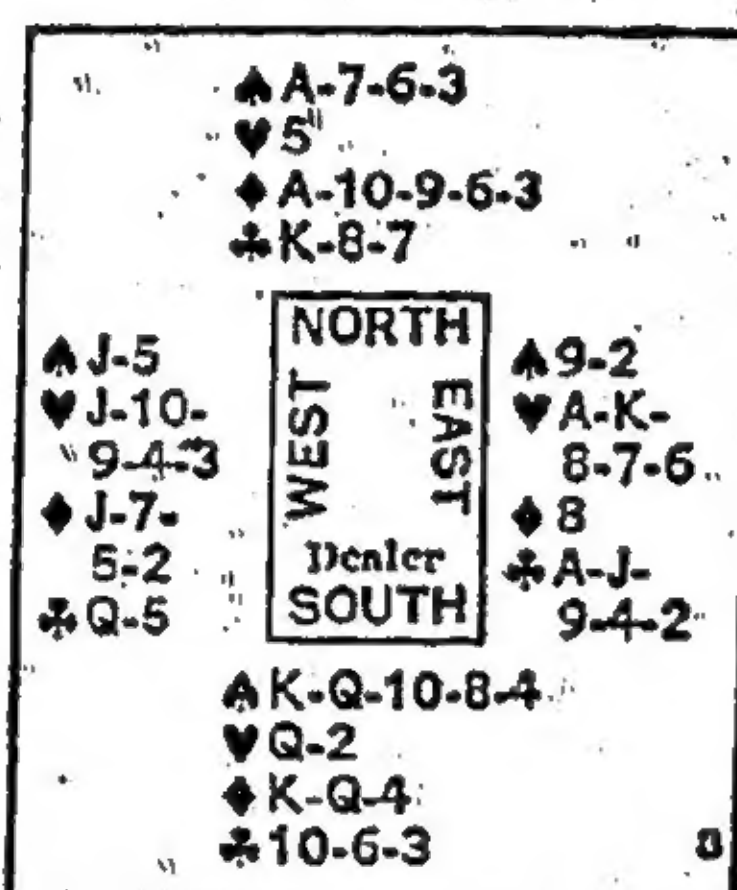 ♠ A-7-6-3
♥ 5
♦ A-10-9-6-3
♣ K-8-7
NORTH
♠ J-5
♥ J-10-
9-4-3
♦ J-7-
5-2
♣ Q-5
WEST
EAST
♠ 9-2
♥ A-K-
8-7-6
♦ 8
♣ A-J-
9-4-2
Dealer
SOUTH
♠ K-Q-10-8-4
♥ Q-2
♦ K-Q-4
♣ 10-6-3